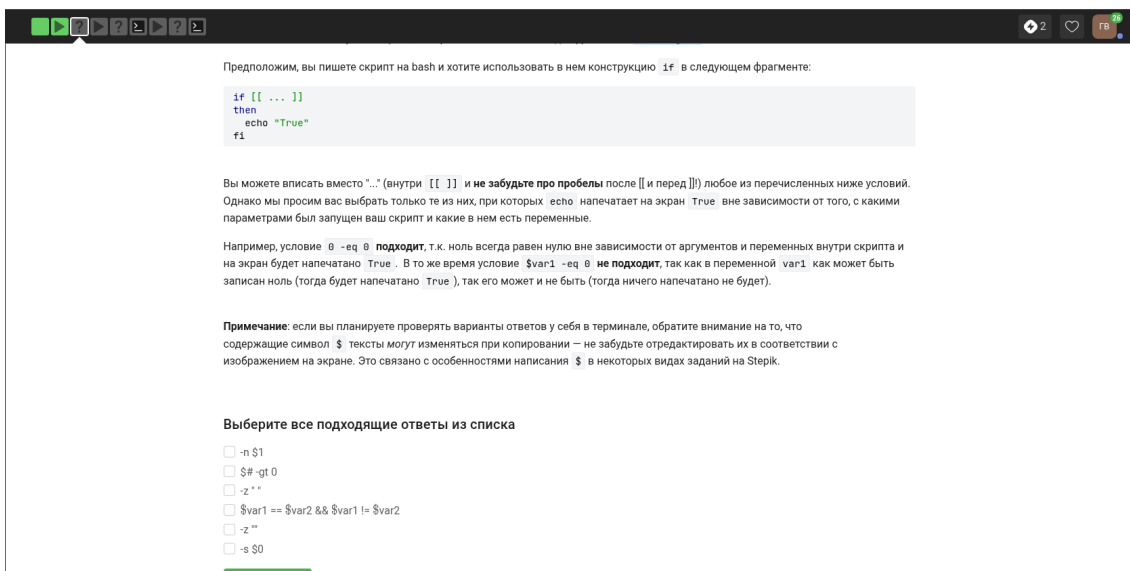 2
ГВ
26
Предположим, вы пишете скрипт на bash и хотите использовать в нем конструкцию if в следующем фрагменте:
if [[ ... ]]
then
echo "True"
fi
Вы можете вписать вместо "..." (внутри [[ ]] и не забудьте про пробелы после [[ и перед ]]!) любое из перечисленных ниже условий.
Однако мы просим вас выбрать только те из них, при которых echo напечатает на экран True вне зависимости от того, с какими
параметрами был запущен ваш скрипт и какие в нем есть переменные.
Например, условие 0 -eq 0 подходит, т.к. ноль всегда равен нулю вне зависимости от аргументов и переменных внутри скрипта и
на экран будет напечатано True . В то же время условие $var1 -eq 0 не подходит, так как в переменной var1 как может быть
записан ноль (тогда будет напечатано True ), так его может и не быть (тогда ничего напечатано не будет).
Примечание: если вы планируете проверять варианты ответов у себя в терминале, обратите внимание на то, что
содержащие символ $ тексты могут изменяться при копировании — не забудьте отредактировать их в соответствии с
изображением на экране. Это связано с особенностями написания $ в некоторых видах заданий на Stepik.
Выберите все подходящие ответы из списка
-n $1
$# -gt 0
-z " "
$var1 == $var2 && $var1 != $var2
-z ""
-s $0